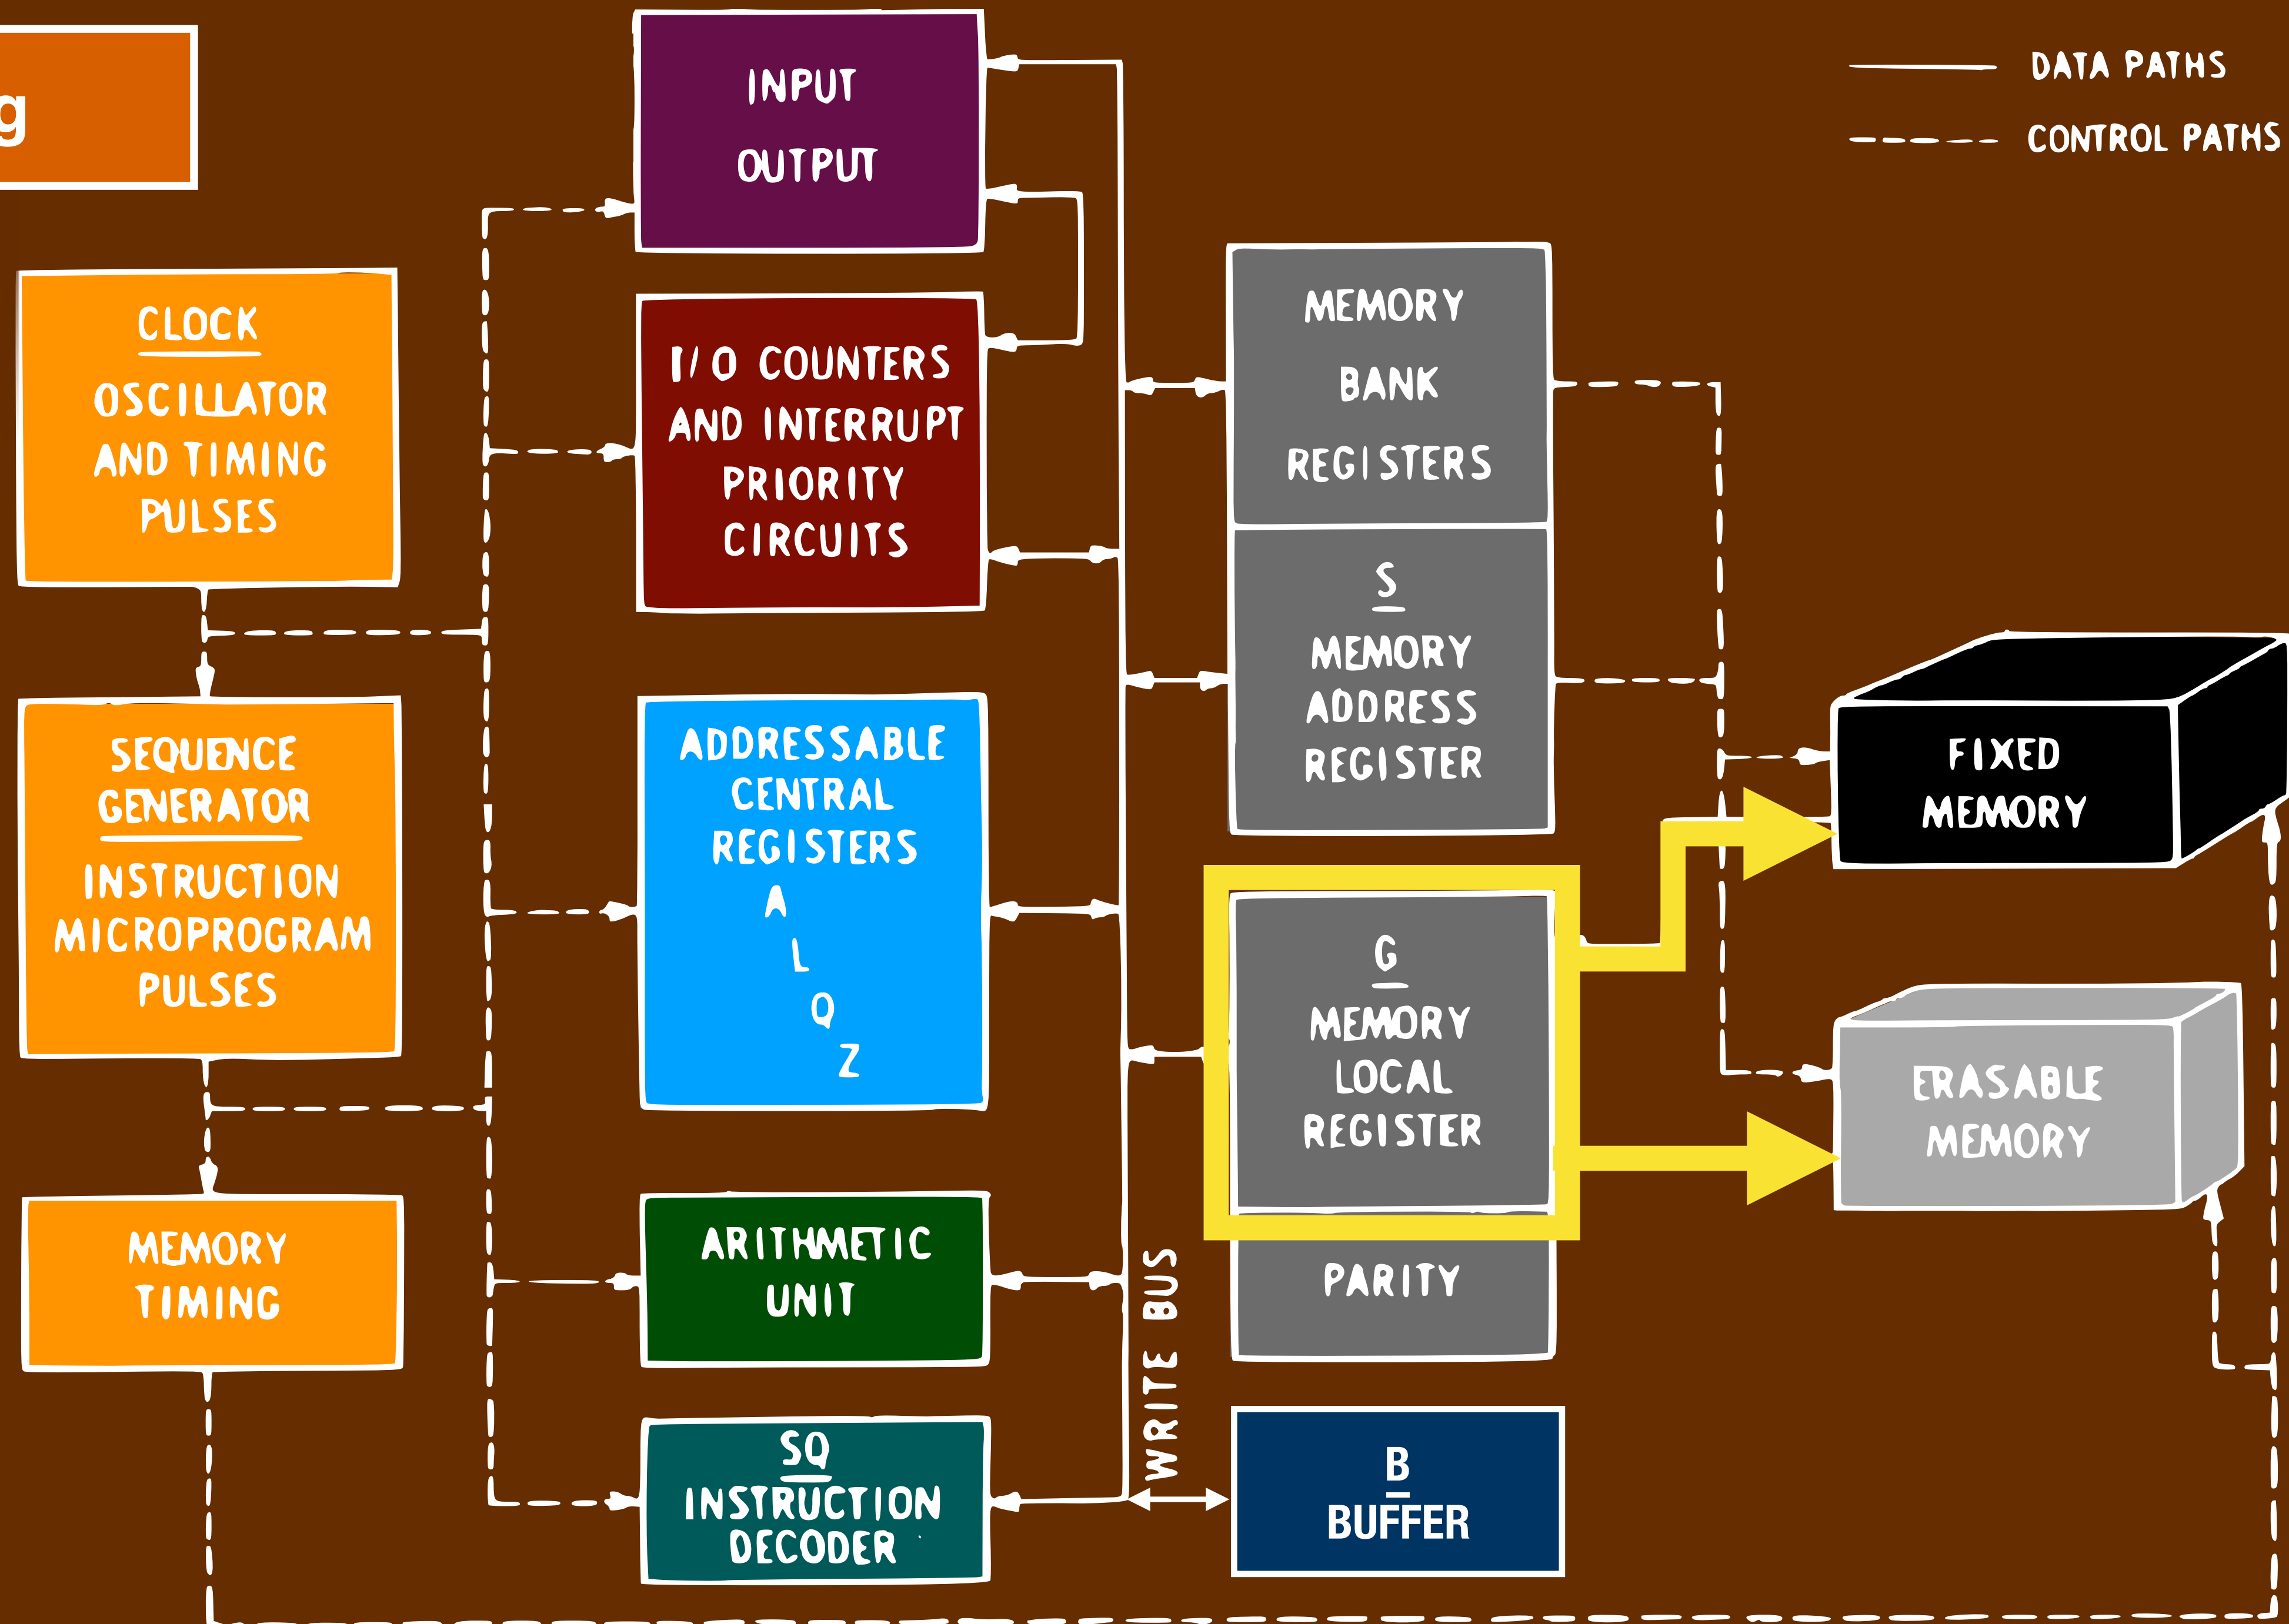 g
INPUT
OUTPUT
DATA PATHS
CONTROL PATHS
CLOCK
OSCILLATOR
AND TIMING
PULSES
I/O COUNTERS
AND INTERRUPT
PRIORITY
CIRCUITS
MEMORY
BANK
REGISTERS
S
MEMORY
ADDRESS
REGISTER
SEQUENCE
GENERATOR
INSTRUCTION
MICROPROGRAM
PULSES
ADDRESSABLE
CENTRAL
REGISTERS
A
L
Q
Z
FIXED
MEMORY
G
MEMORY
LOCAL
REGISTER
ERASABLE
MEMORY
MEMORY
TIMING
ARITHMETIC
UNIT
WRITE BUS
PARITY
SQ
INSTRUCTION
DECODER
B
BUFFER